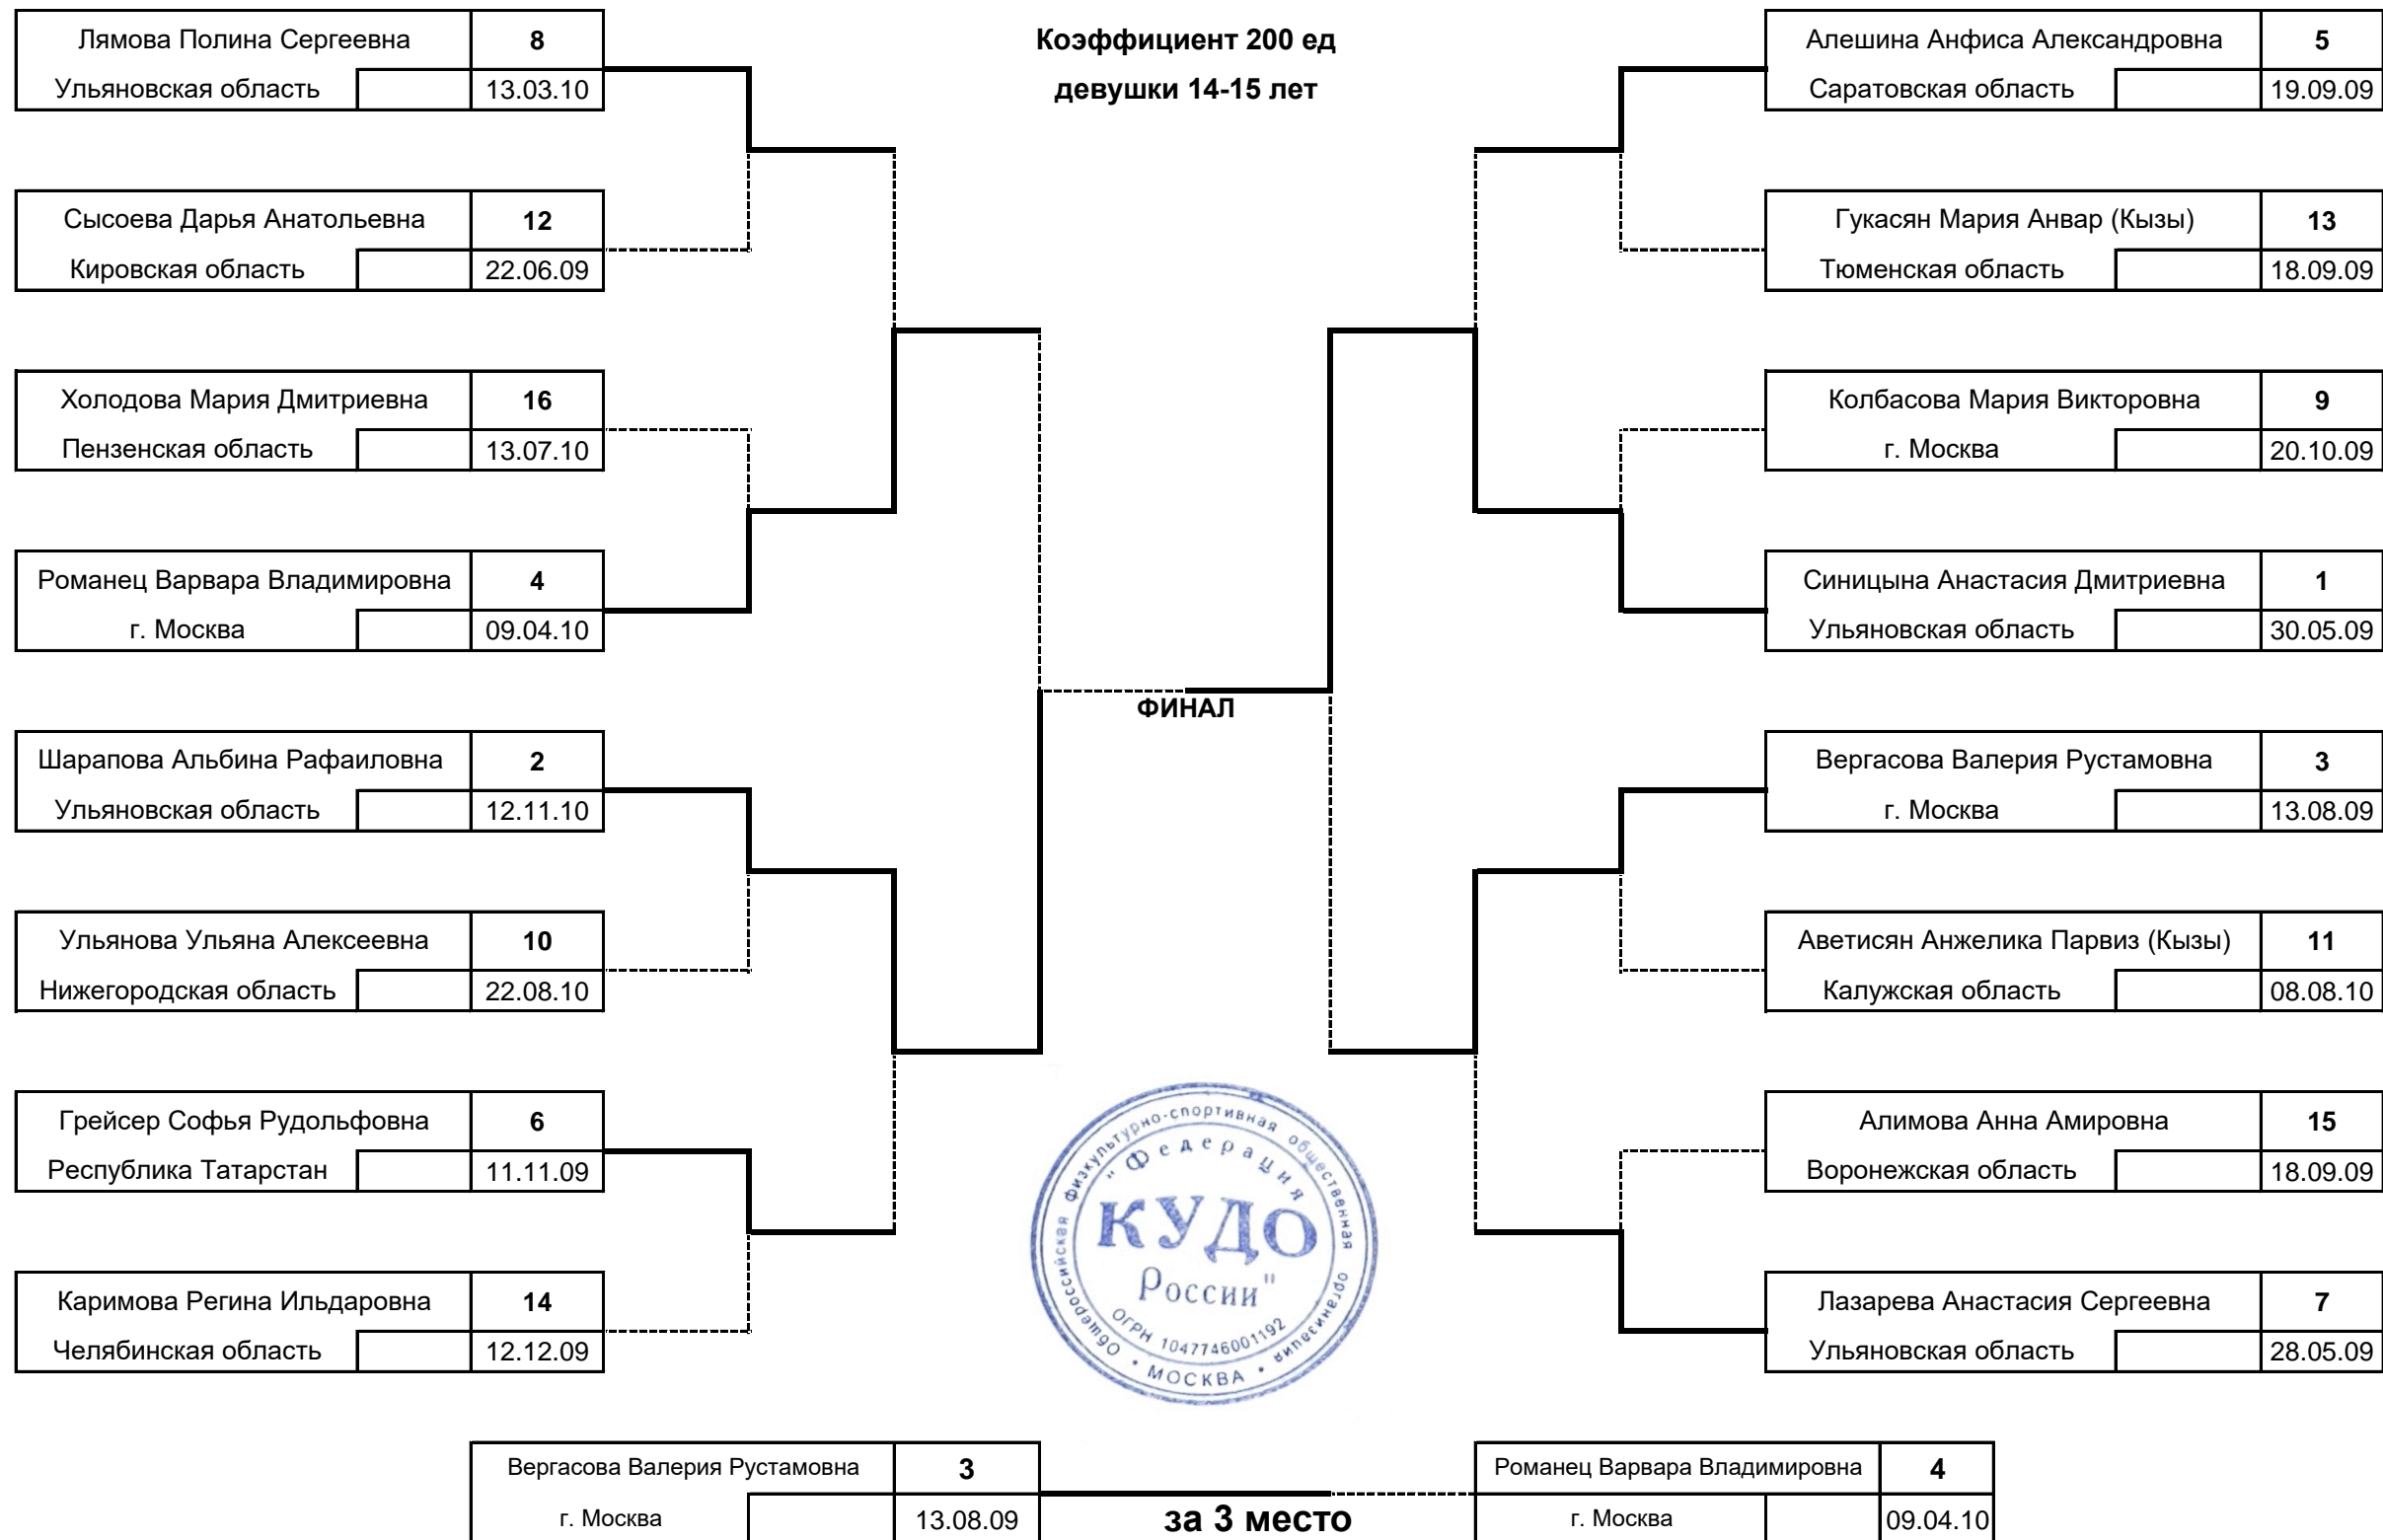 Коэффициент 200 ед
девушки 14-15 лет
Лямова Полина Сергеевна 8
Ульяновская область 13.03.10
Сысоева Дарья Анатольевна 12
Кировская область 22.06.09
Холодова Мария Дмитриевна 16
Пензенская область 13.07.10
Романец Варвара Владимировна 4
г. Москва 09.04.10
Шарапова Альбина Рафаиловна 2
Ульяновская область 12.11.10
Ульянова Ульяна Алексеевна 10
Нижегородская область 22.08.10
Грейсер Софья Рудольфовна 6
Республика Татарстан 11.11.09
Каримова Регина Ильдаровна 14
Челябинская область 12.12.09
ФИНАЛ
Алешина Анфиса Александровна 5
Саратовская область 19.09.09
Гукасян Мария Анвар (Кызы) 13
Тюменская область 18.09.09
Колбасова Мария Викторовна 9
г. Москва 20.10.09
Синицына Анастасия Дмитриевна 1
Ульяновская область 30.05.09
Вергасова Валерия Рустамовна 3
г. Москва 13.08.09
Аветисян Анжелика Парвиз (Кызы) 11
Калужская область 08.08.10
Алимова Анна Амировна 15
Воронежская область 18.09.09
Лазарева Анастасия Сергеевна 7
Ульяновская область 28.05.09
Общероссийская физкультурно-спортивная общественная организация
"Федерация
КУДО
России"
ОГРН 1047746001192
• МОСКВА •
Вергасова Валерия Рустамовна 3
г. Москва 13.08.09
за 3 место
Романец Варвара Владимировна 4
г. Москва 09.04.10